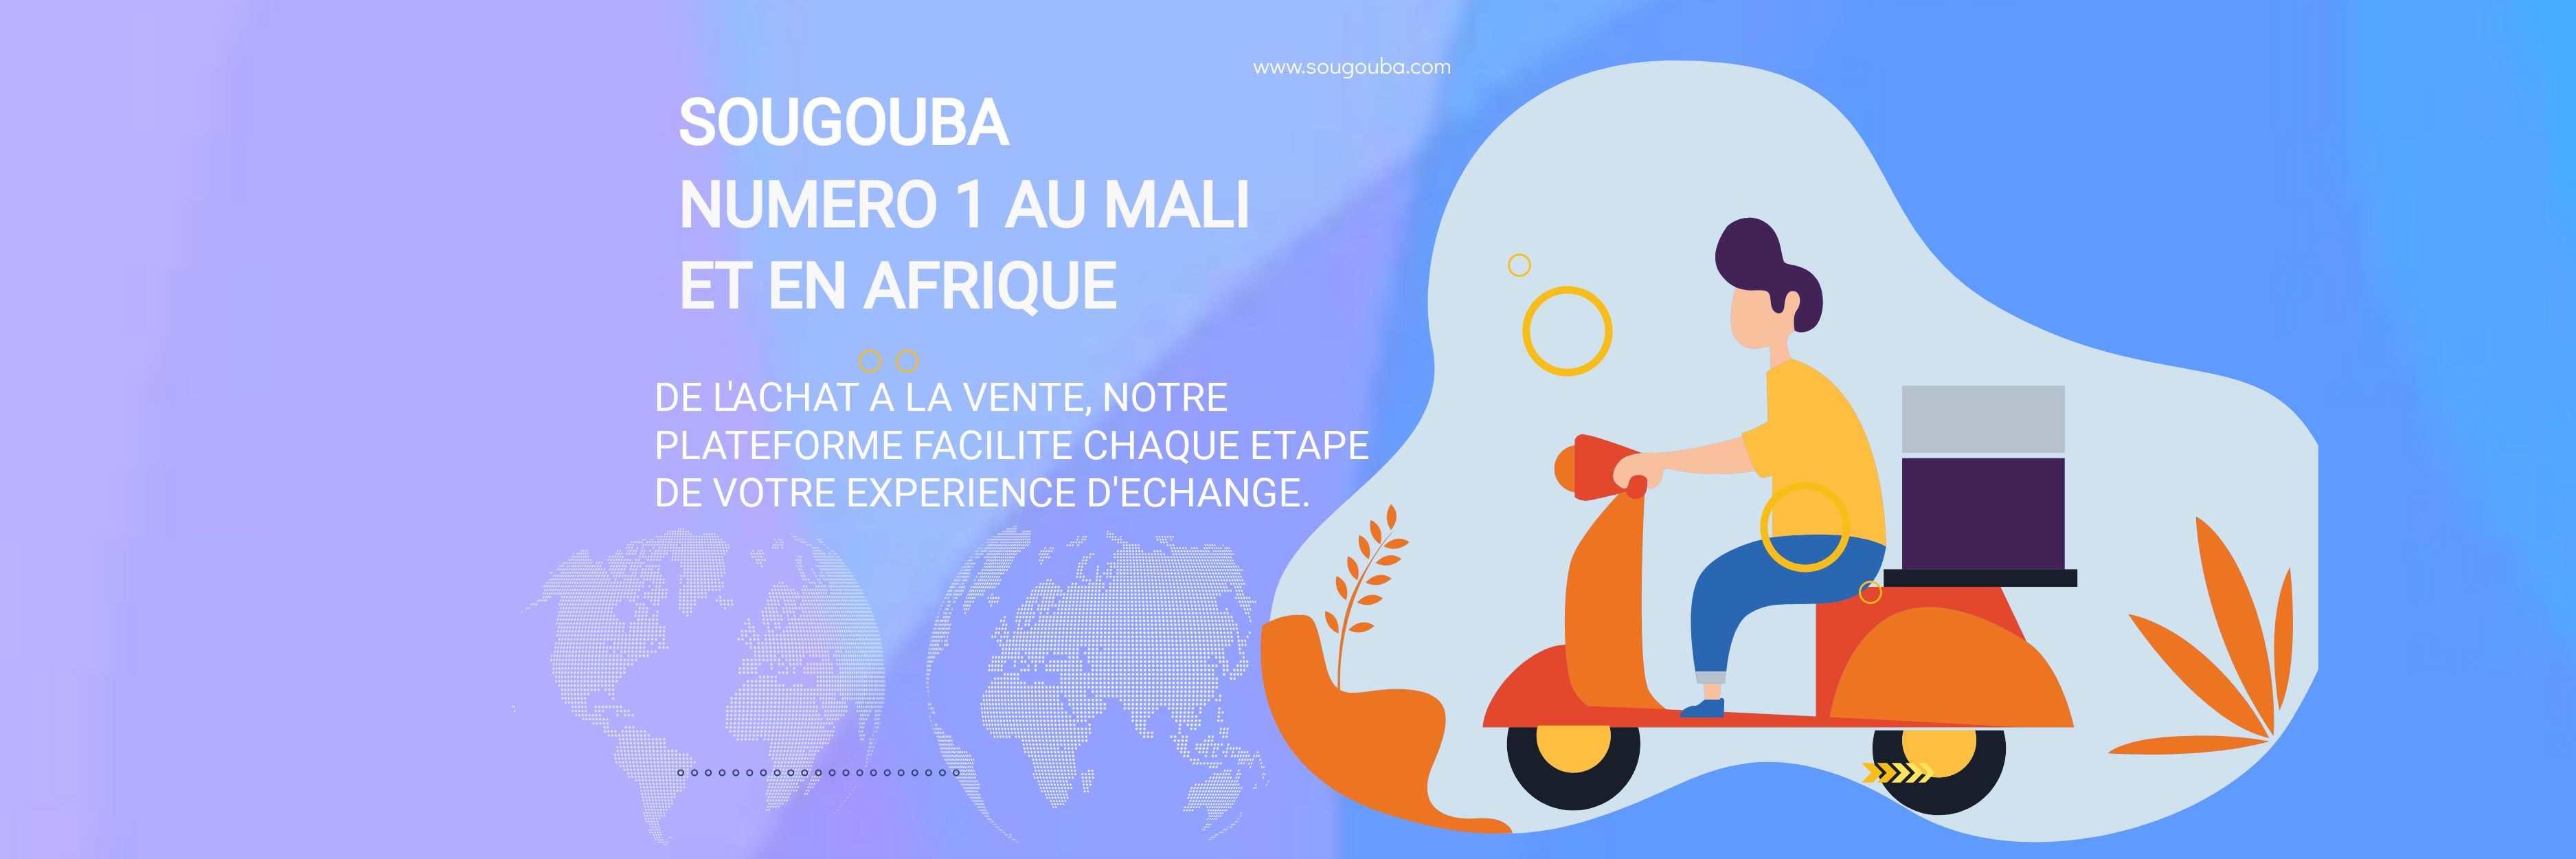 www.sougouba.com
SOUGOUBA
NUMERO 1 AU MALI
ET EN AFRIQUE
DE L'ACHAT A LA VENTE, NOTRE
PLATEFORME FACILITE CHAQUE ETAPE
DE VOTRE EXPERIENCE D'ECHANGE.